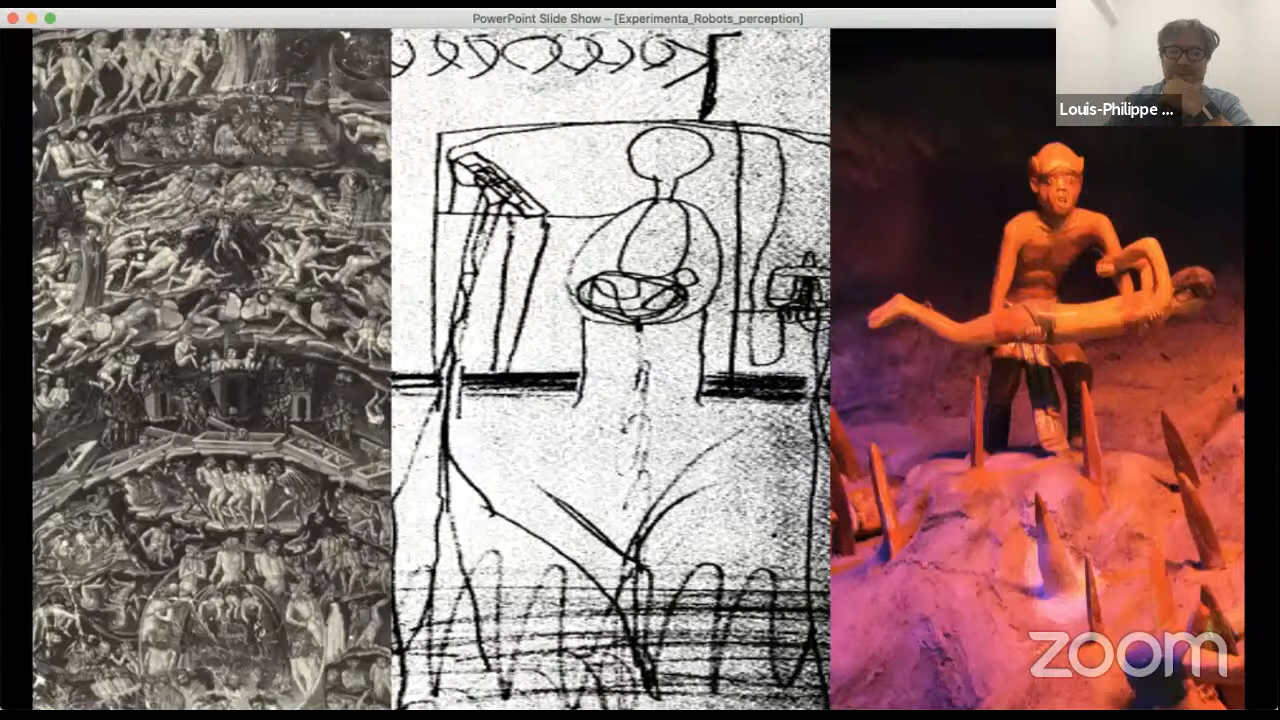 PowerPoint Slide Show – [Experimenta_Robots_perception]
Louis-Philippe ...
zoom